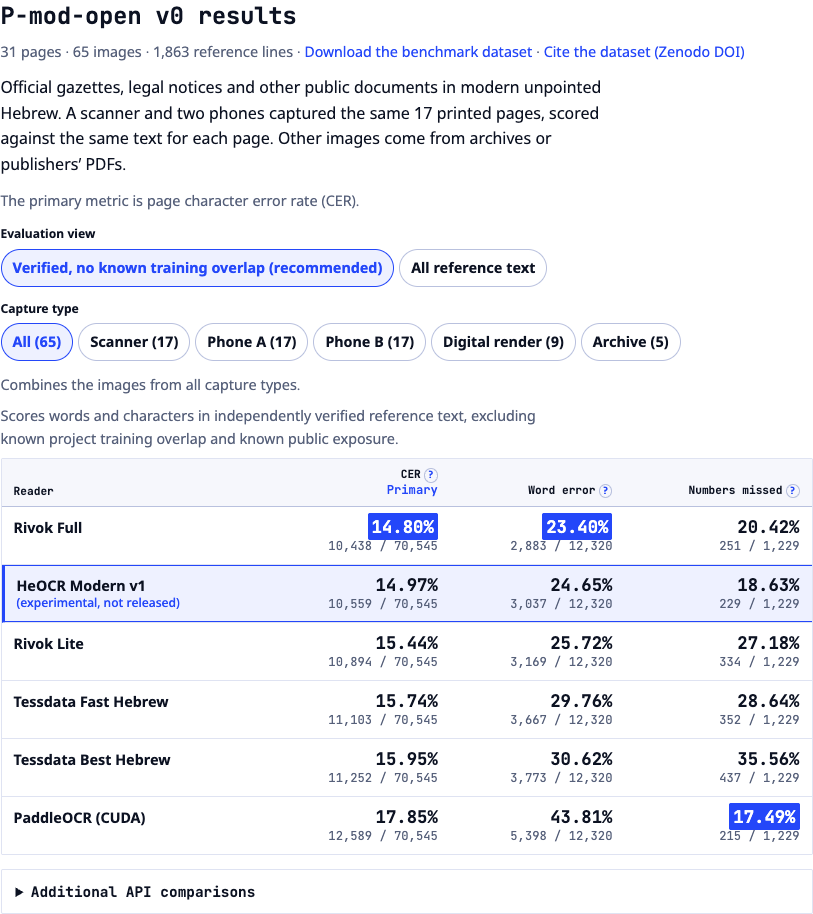 P-mod-open v0 results
31 pages · 65 images · 1,863 reference lines · Download the benchmark dataset · Cite the dataset (Zenodo DOI)
Official gazettes, legal notices and other public documents in modern unpointed
Hebrew. A scanner and two phones captured the same 17 printed pages, scored
against the same text for each page. Other images come from archives or
publishers’ PDFs.
The primary metric is page character error rate (CER).
Evaluation view
Verified, no known training overlap (recommended) All reference text
Capture type
All (65) Scanner (17) Phone A (17) Phone B (17) Digital render (9) Archive (5)
Combines the images from all capture types.
Scores words and characters in independently verified reference text, excluding
known project training overlap and known public exposure.
CER ?
Reader Primary Word error ? Numbers missed ?
Rivok Full 14.80% 23.40% 20.42%
10,438 / 70,545 2,883 / 12,320 251 / 1,229
HeOCR Modern v1 14.97% 24.65% 18.63%
(experimental, not released) 10,559 / 70,545 3,037 / 12,320 229 / 1,229
Rivok Lite 15.44% 25.72% 27.18%
10,894 / 70,545 3,169 / 12,320 334 / 1,229
Tessdata Fast Hebrew 15.74% 29.76% 28.64%
11,103 / 70,545 3,667 / 12,320 352 / 1,229
Tessdata Best Hebrew 15.95% 30.62% 35.56%
11,252 / 70,545 3,773 / 12,320 437 / 1,229
PaddleOCR (CUDA) 17.85% 43.81% 17.49%
12,589 / 70,545 5,398 / 12,320 215 / 1,229
▶ Additional API comparisons